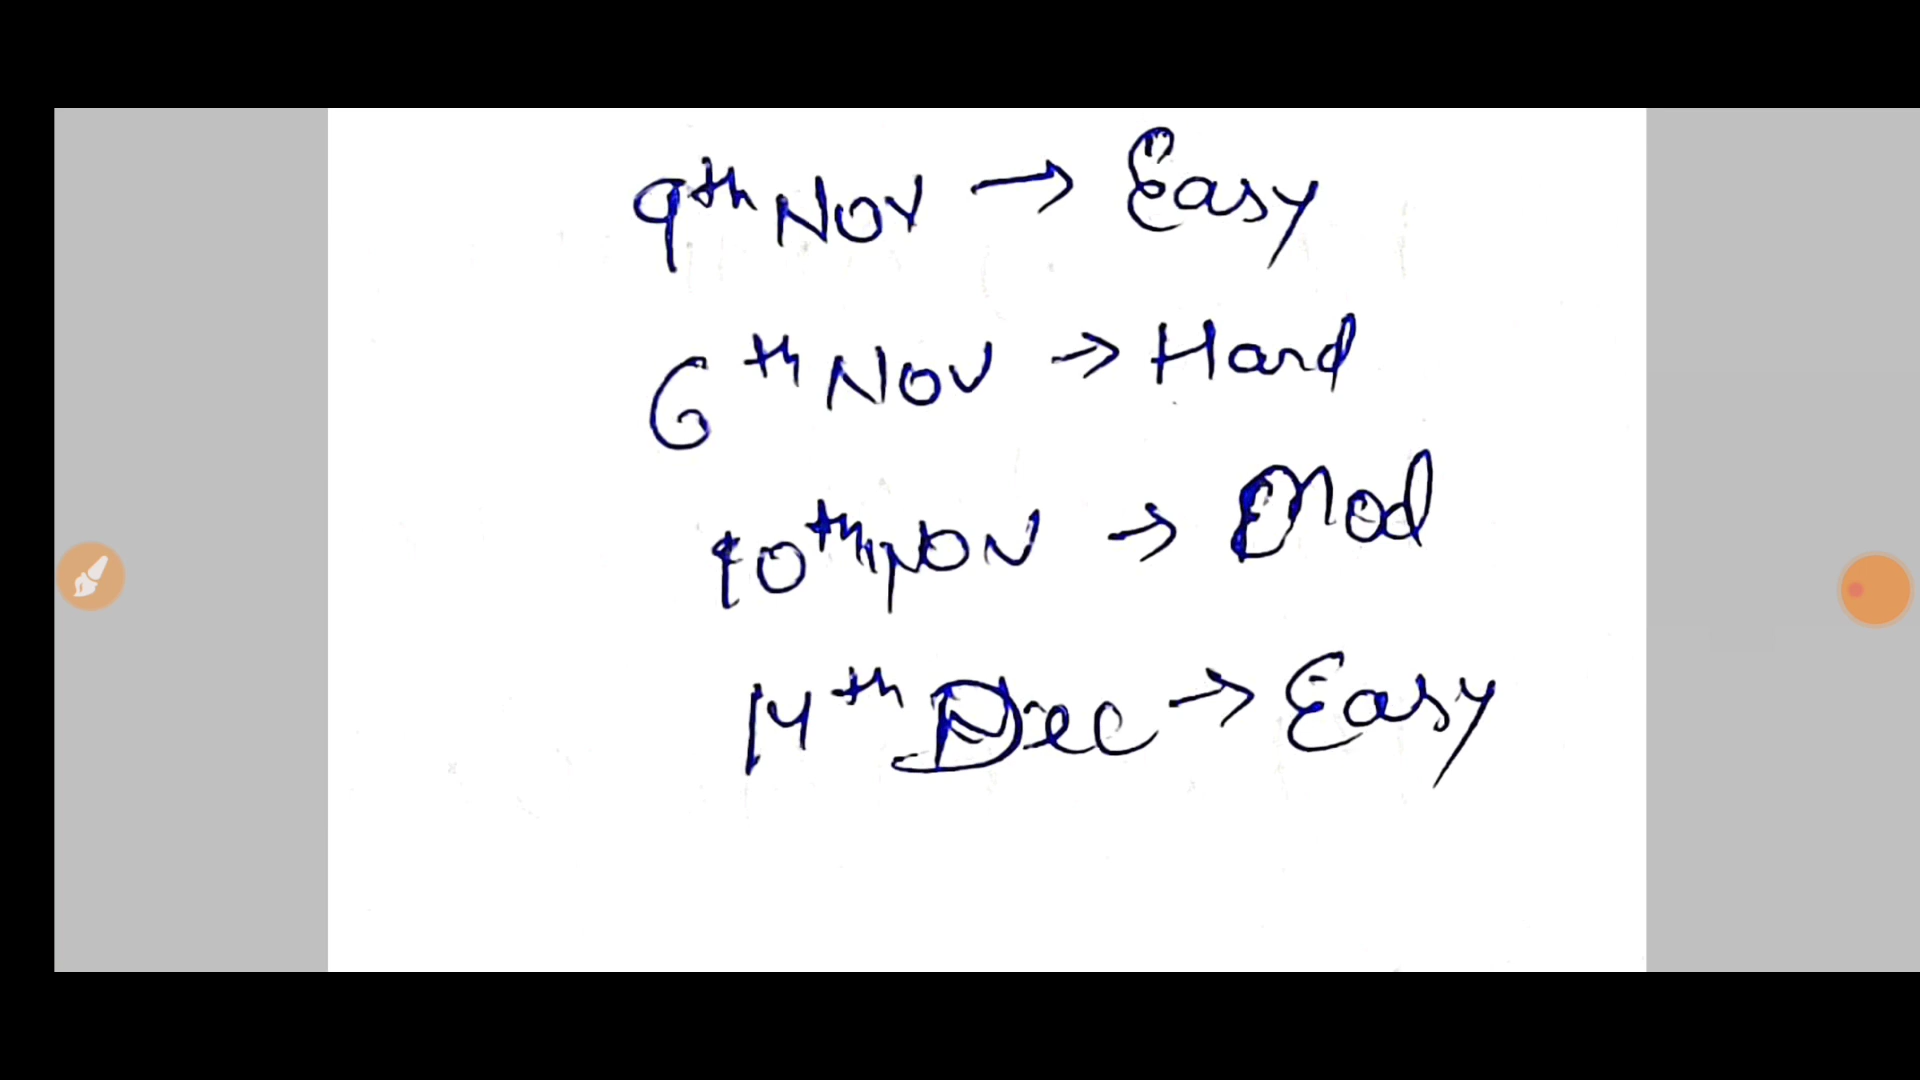 9th Nov → Easy
6th Nov → Hard
10th Nov → Mod
14th Dec → Easy